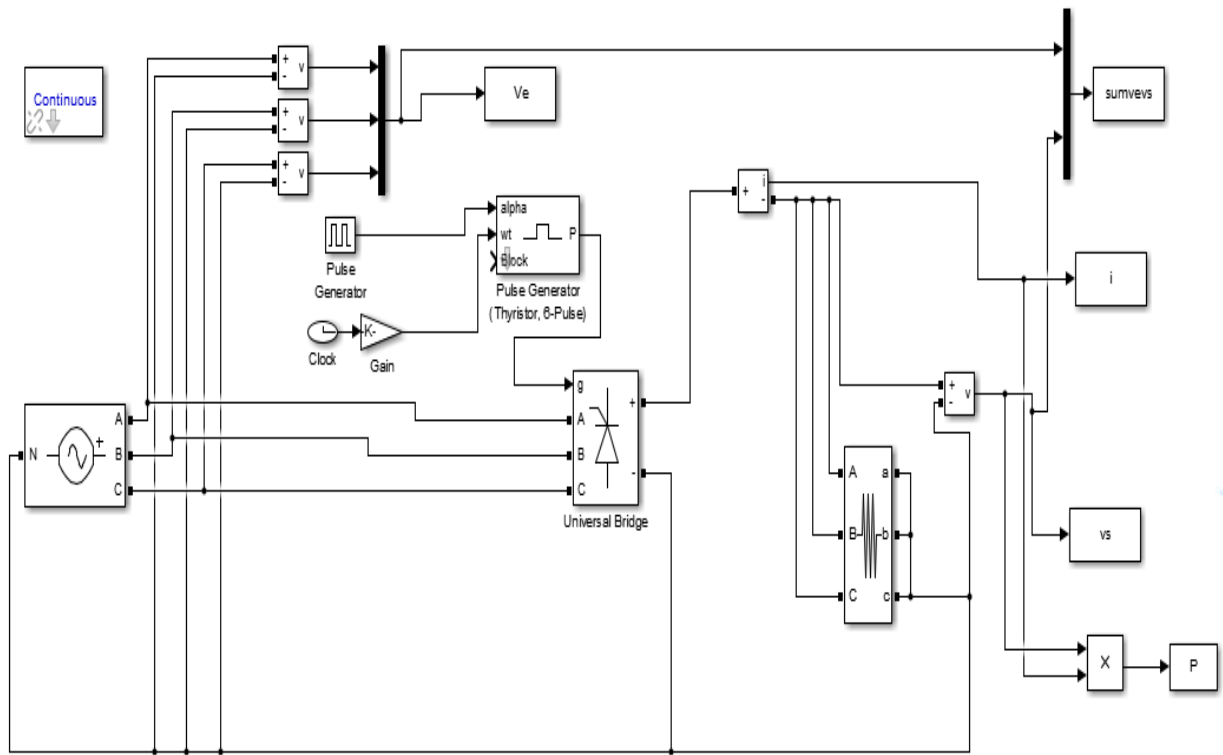 Continuous
+
-
v
+
-
v
+
-
v
Ve
sumvevs
alpha
wt
Block
P
Pulse
Generator
Pulse Generator
(Thyristor, 6-Pulse)
Clock
-K-
Gain
+
i
-
i
N
A
B
C
+
g
A
B
C
+
-
Universal Bridge
+
-
v
A
B
C
a
b
c
vs
X
P